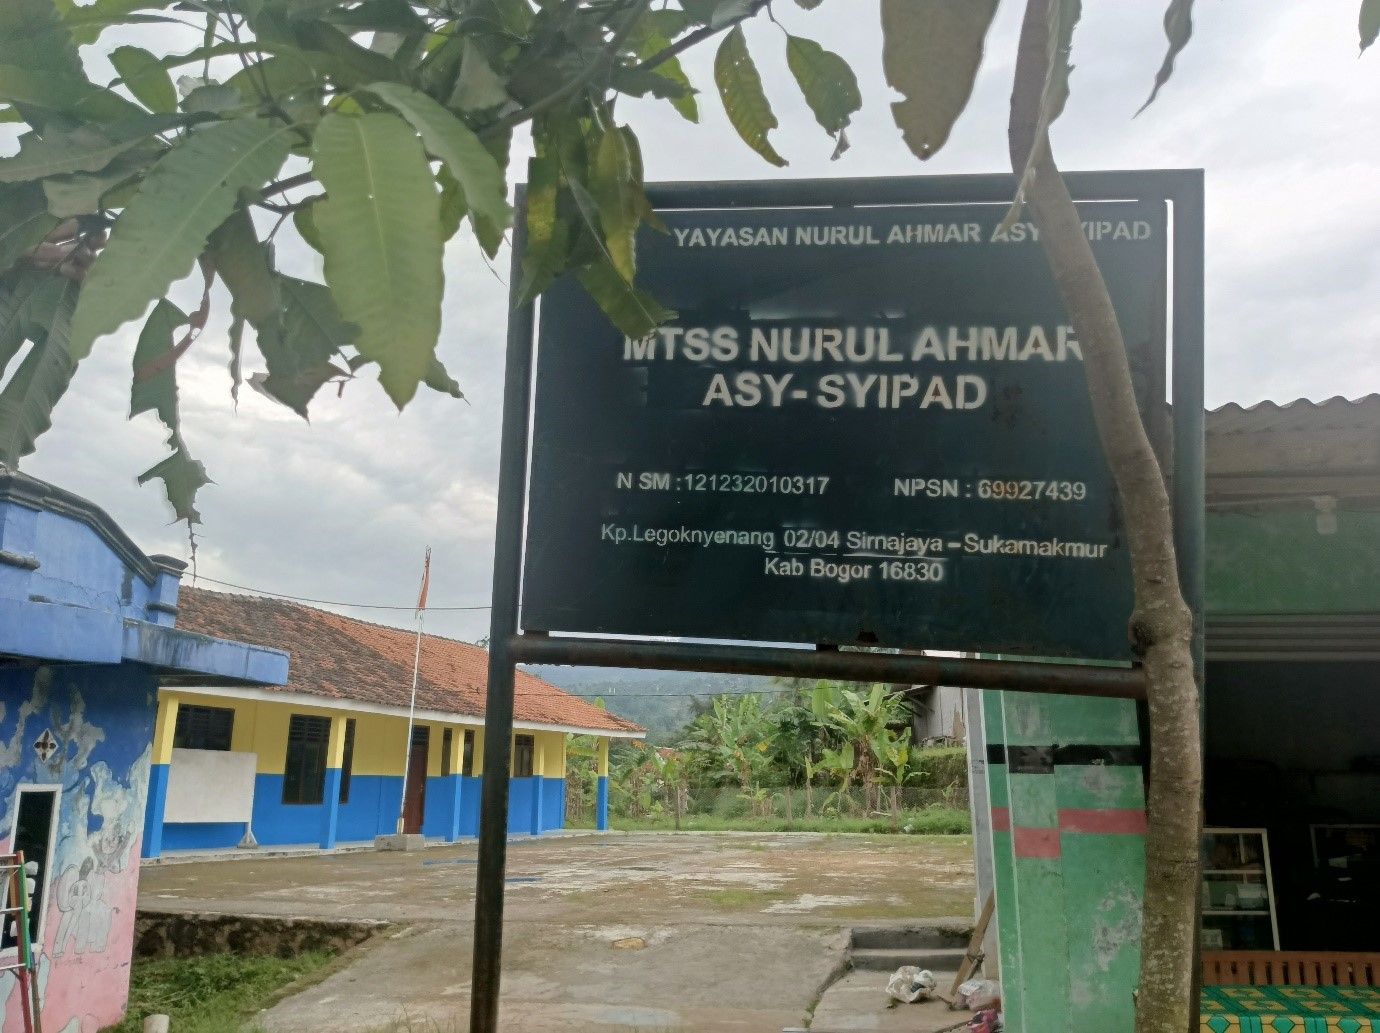 YAYASAN NURUL AHMAR ASY-SYIPAD
MTSS NURUL AHMAR
ASY- SYIPAD
N SM : 121232010317 NPSN : 69927439
Kp.Legoknyenang 02/04 Sirnajaya - Sukamakmur
Kab Bogor 16830